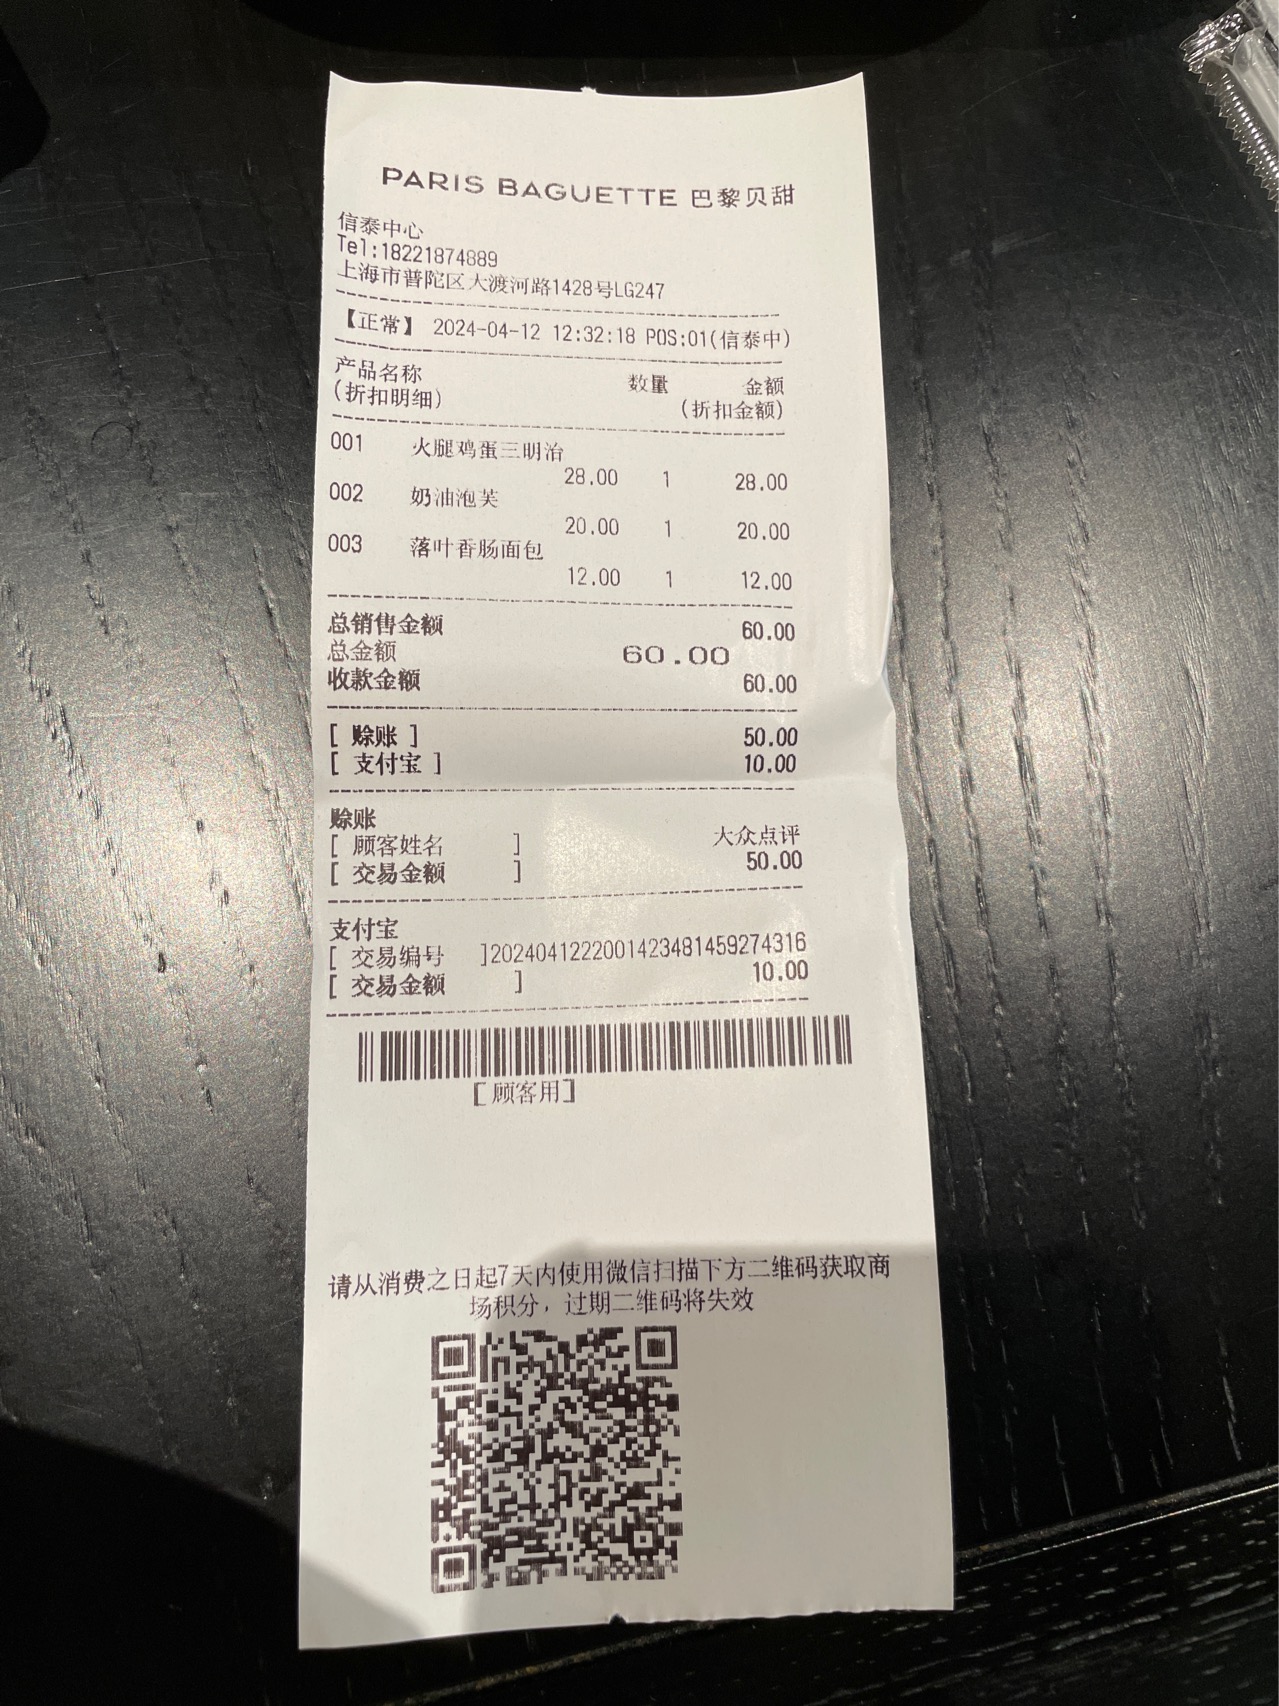 PARIS BAGUETTE 巴黎贝甜
信泰中心
Tel:18221874889
上海市普陀区大渡河路1428号LG247
【正常】 2024-04-12 12:32:18 POS:01(信泰中)
产品名称 数量 金额
(折扣明细) (折扣金额)
001 火腿鸡蛋三明治
28.00 1 28.00
002 奶油泡芙
20.00 1 20.00
003 落叶香肠面包
12.00 1 12.00
总销售金额 60.00
总金额 60.00
收款金额 60.00
[ 赊账 ] 50.00
[ 支付宝 ] 10.00
赊账
[ 顾客姓名 ] 大众点评
[ 交易金额 ] 50.00
支付宝
[ 交易编号 ]2024041222001423481459274316
[ 交易金额 ] 10.00
[顾客用]
请从消费之日起7天内使用微信扫描下方二维码获取商
场积分，过期二维码将失效